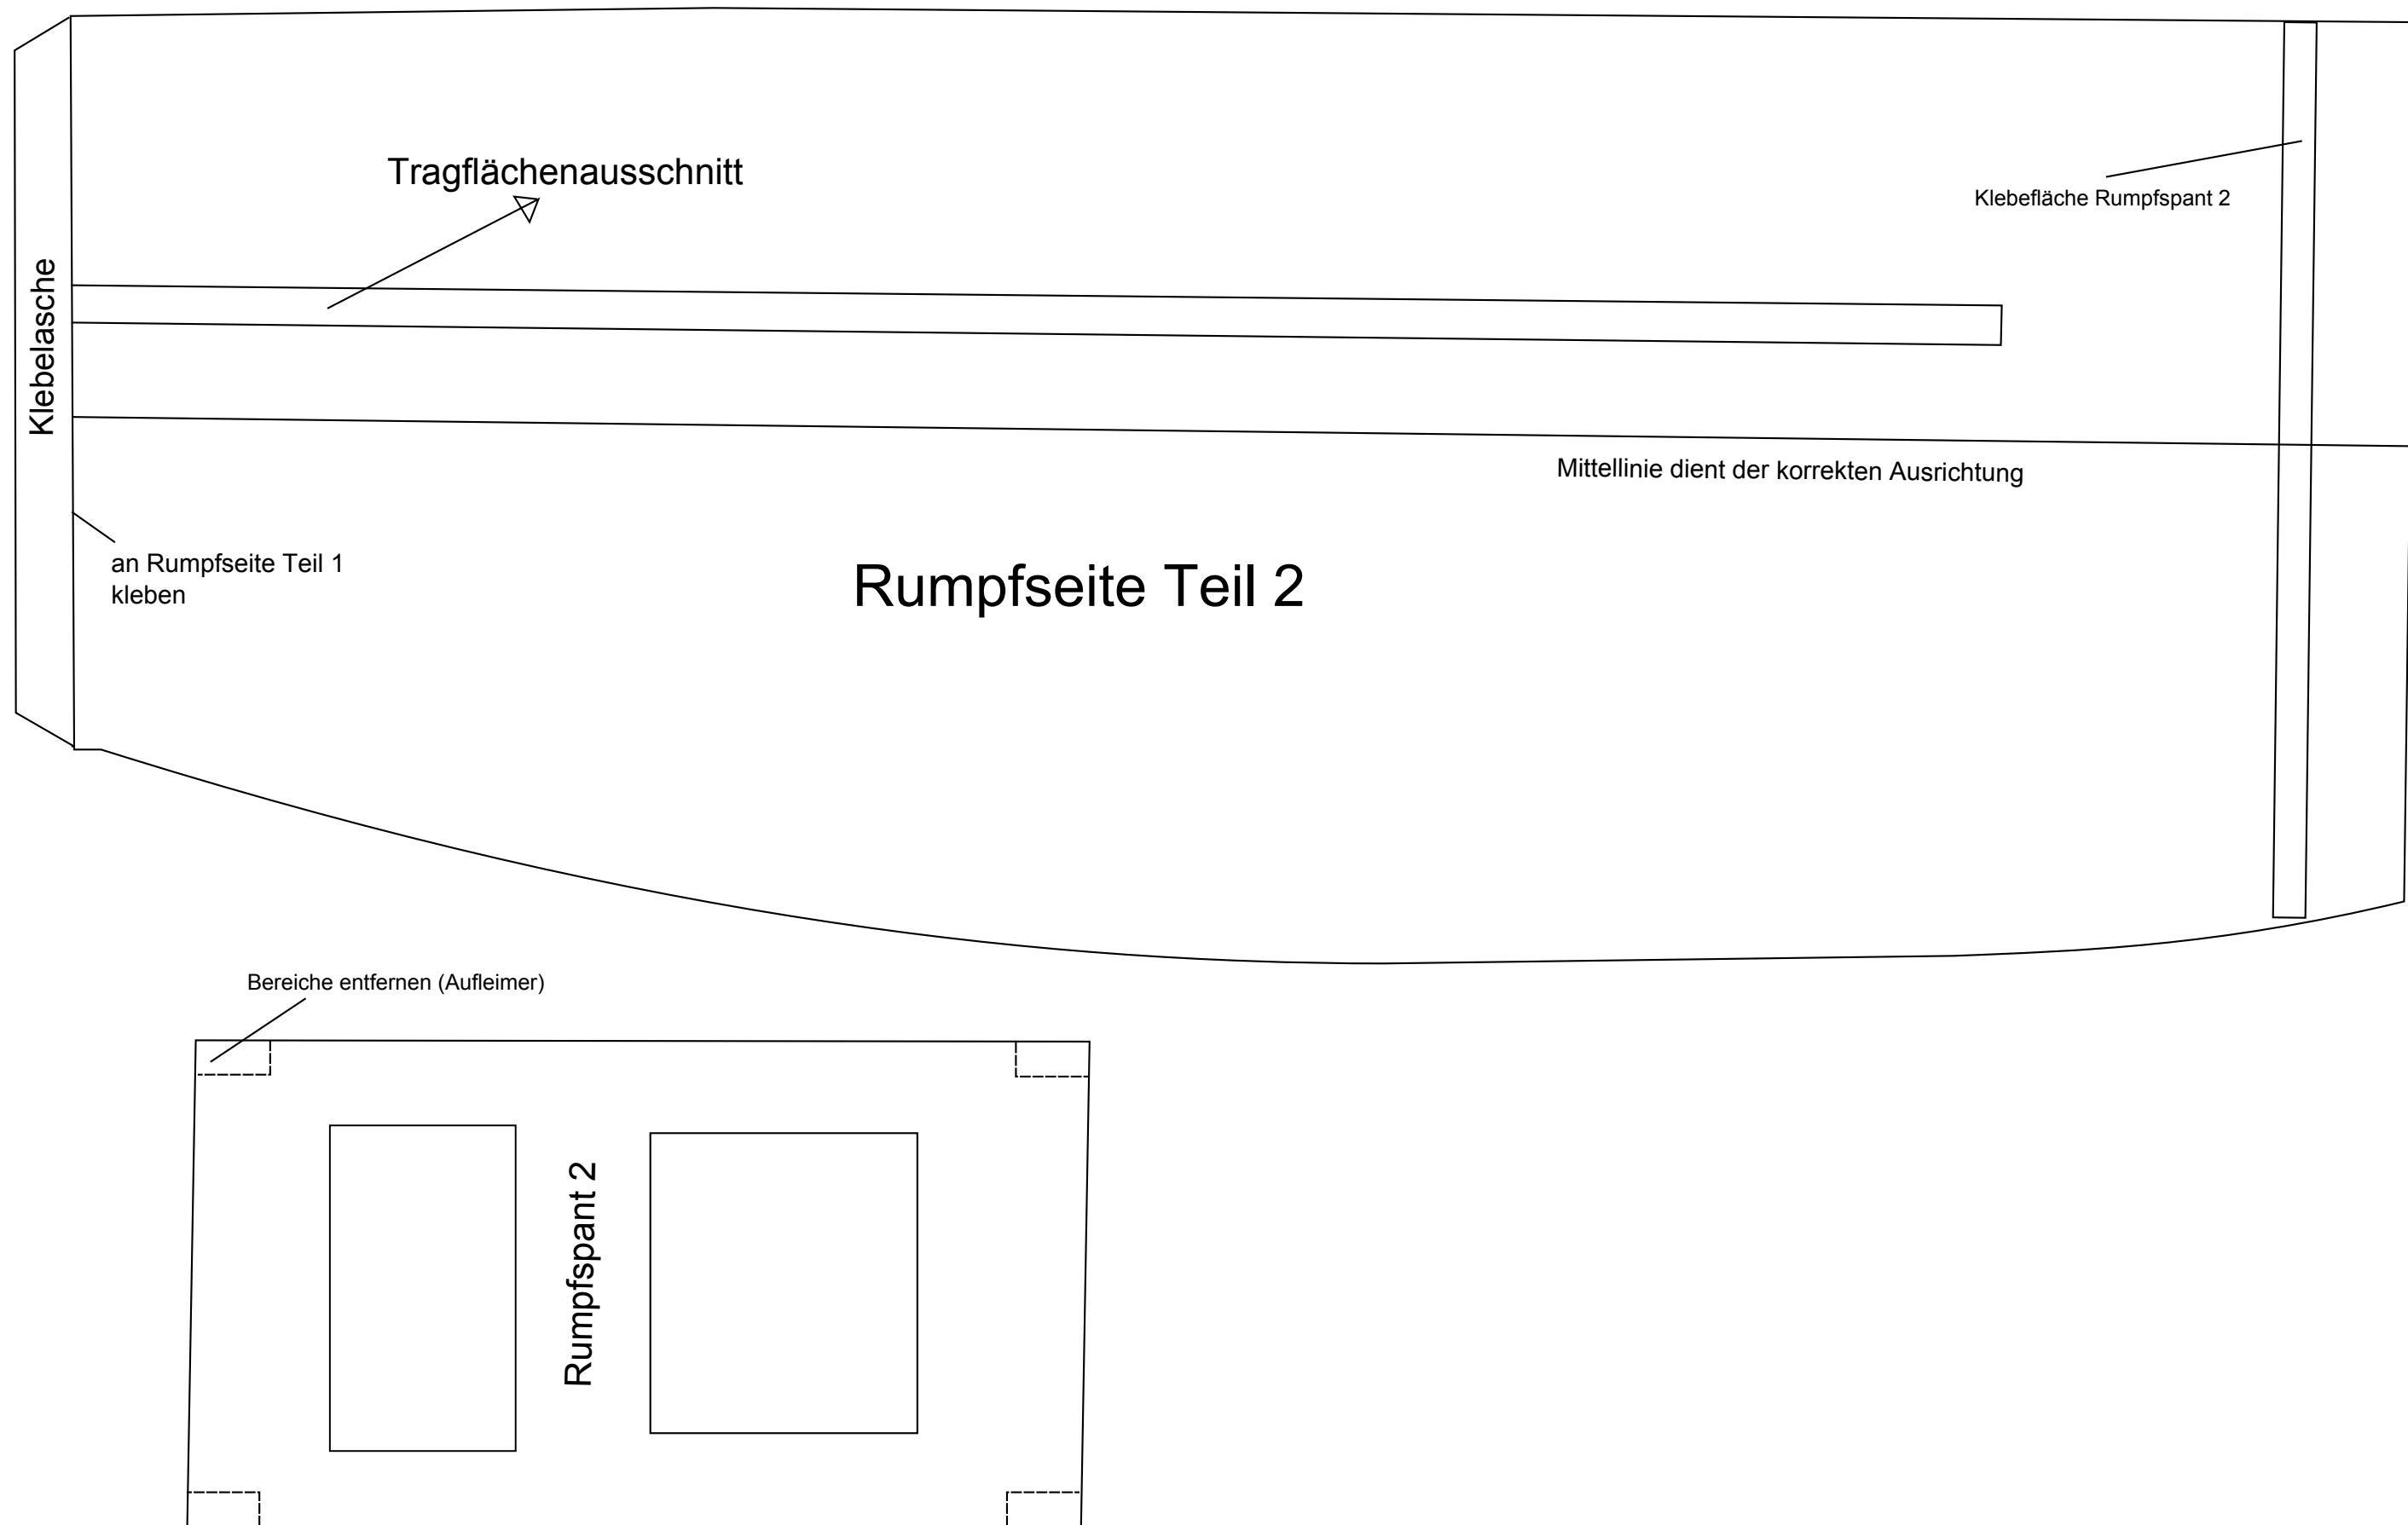 Tragflächenausschnitt
Klebefläche Rumpfspant 2
Klebelasche
Mittellinie dient der korrekten Ausrichtung
an Rumpfseite Teil 1
kleben
Rumpfseite Teil 2
Bereiche entfernen (Aufleimer)
Rumpfspant 2